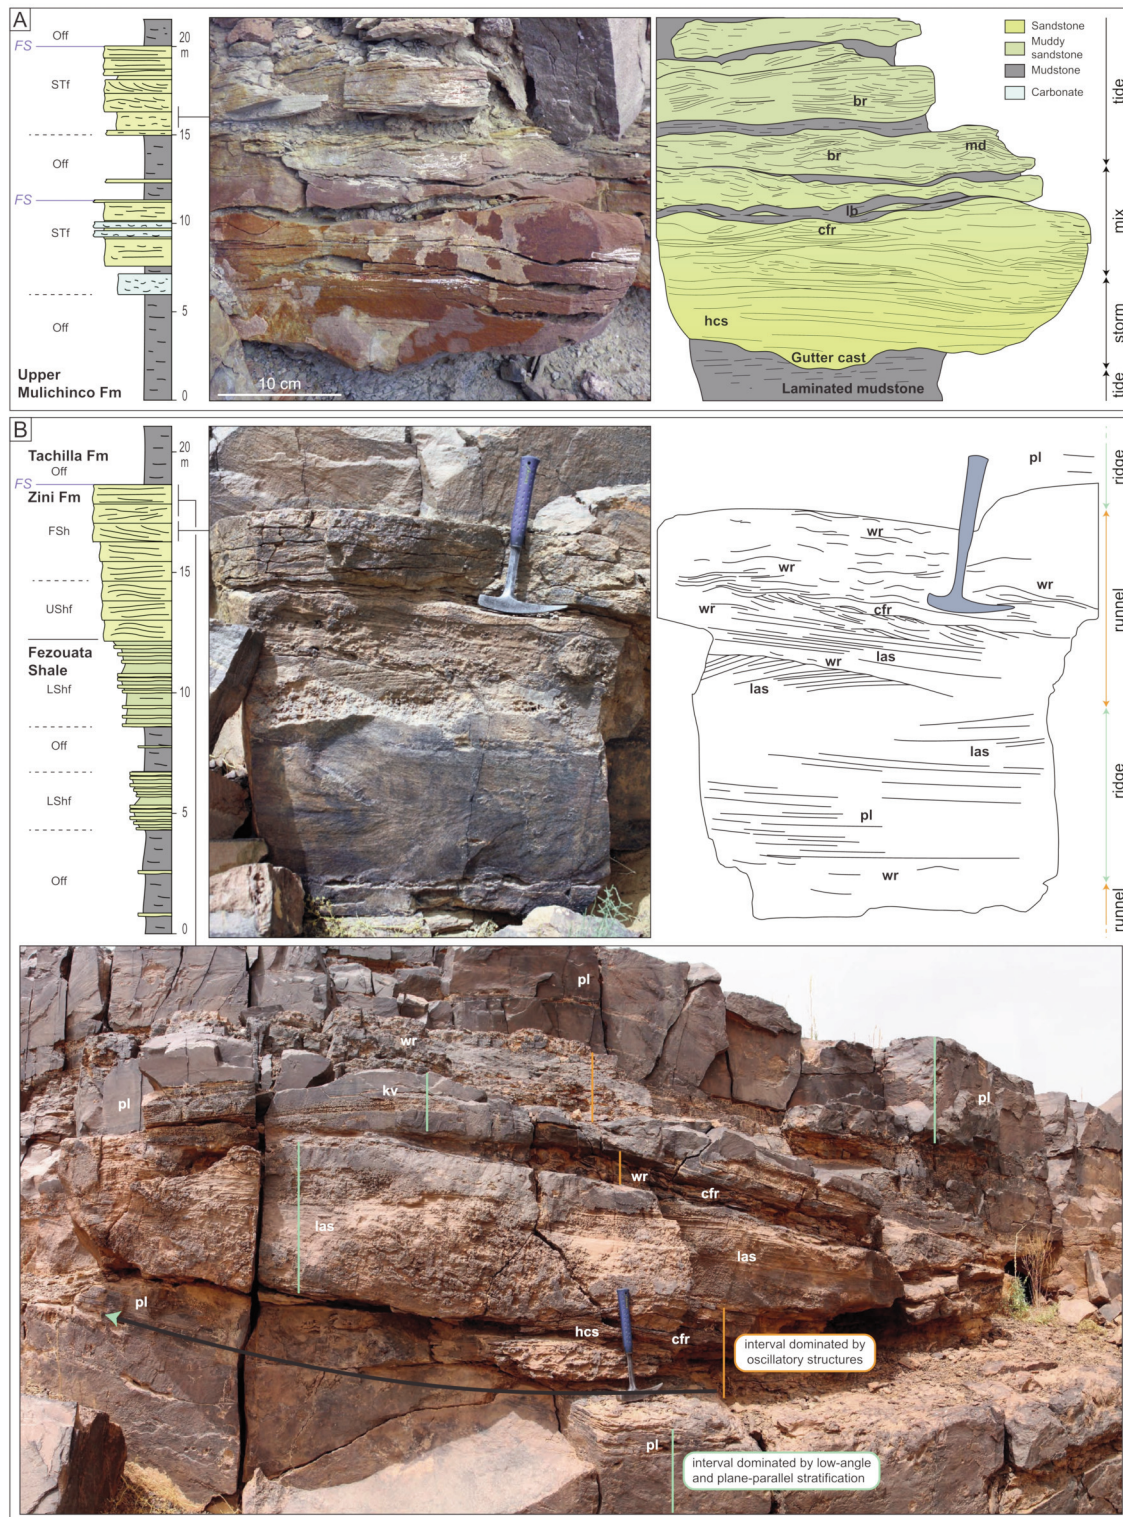 A
Off
FS
20
m
STf
15
Off
FS
10
STf
5
Off
Upper
Mulichinco Fm
0
10 cm
Sandstone
Muddy
sandstone
Mudstone
Carbonate
br
br
md
lb
cfr
hcs
Gutter cast
Laminated mudstone
tide
mix
storm
tide
B
20
m
Tachilla Fm
Off
FS
Zini Fm
FSh
15
UShf
Fezouata
Shale
LShf
10
Off
LShf
5
Off
0
pl
wr
wr
wr
wr
cfr
las
wr
las
las
pl
wr
ridge
runnel
ridge
runnel
pl
wr
kv
pl
pl
wr
cfr
las
las
pl
hcs
cfr
interval dominated by
oscillatory structures
pl
interval dominated by low-angle
and plane-parallel stratification